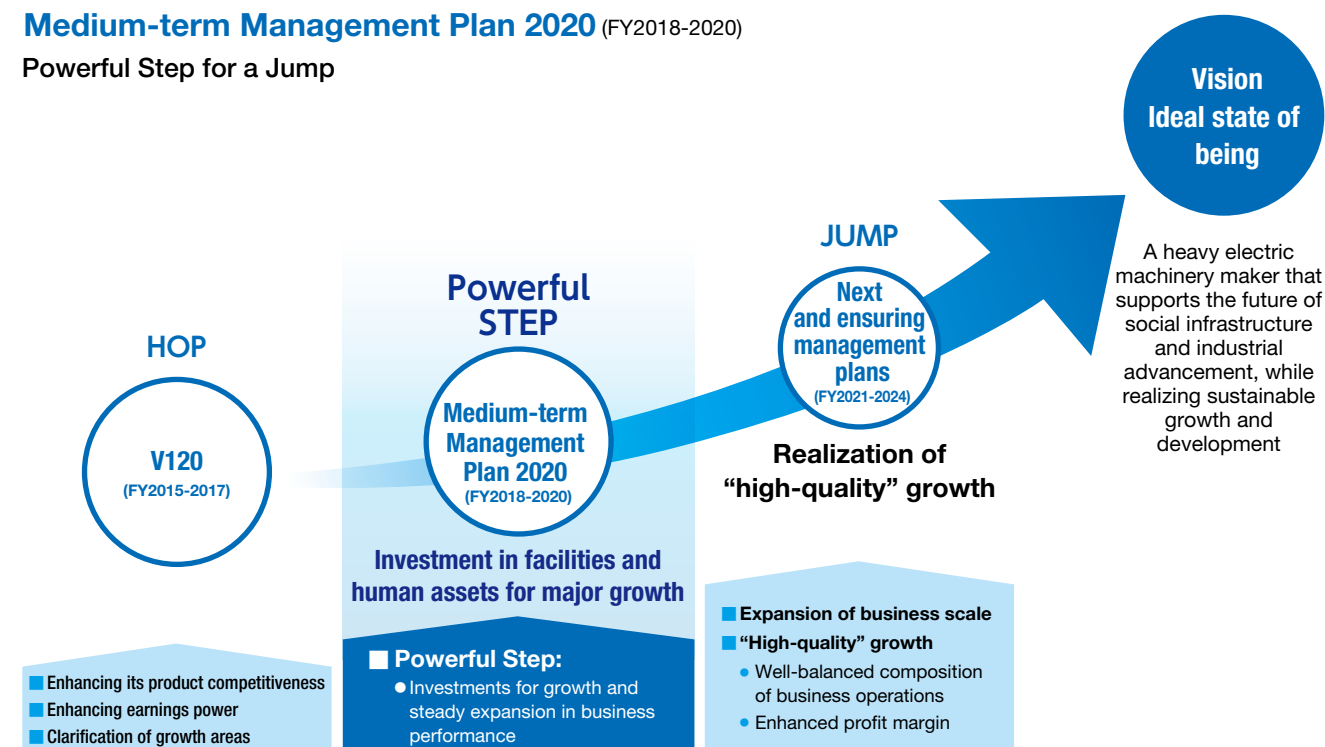 Medium-term Management Plan 2020 (FY2018-2020)
Powerful Step for a Jump
Vision
Ideal state of
being
A heavy electric
machinery maker that
supports the future of
social infrastructure
and industrial
advancement, while
realizing sustainable
growth and
development
HOP
V120
(FY2015-2017)
Enhancing its product competitiveness
Enhancing earnings power
Clarification of growth areas
Powerful
STEP
Medium-term
Management
Plan 2020
(FY2018-2020)
Investment in facilities and
human assets for major growth
Powerful Step:
Investments for growth and
steady expansion in business
performance
JUMP
Next
and ensuring
management
plans
(FY2021-2024)
Realization of
“high-quality” growth
Expansion of business scale
“High-quality” growth
Well-balanced composition
of business operations
Enhanced profit margin